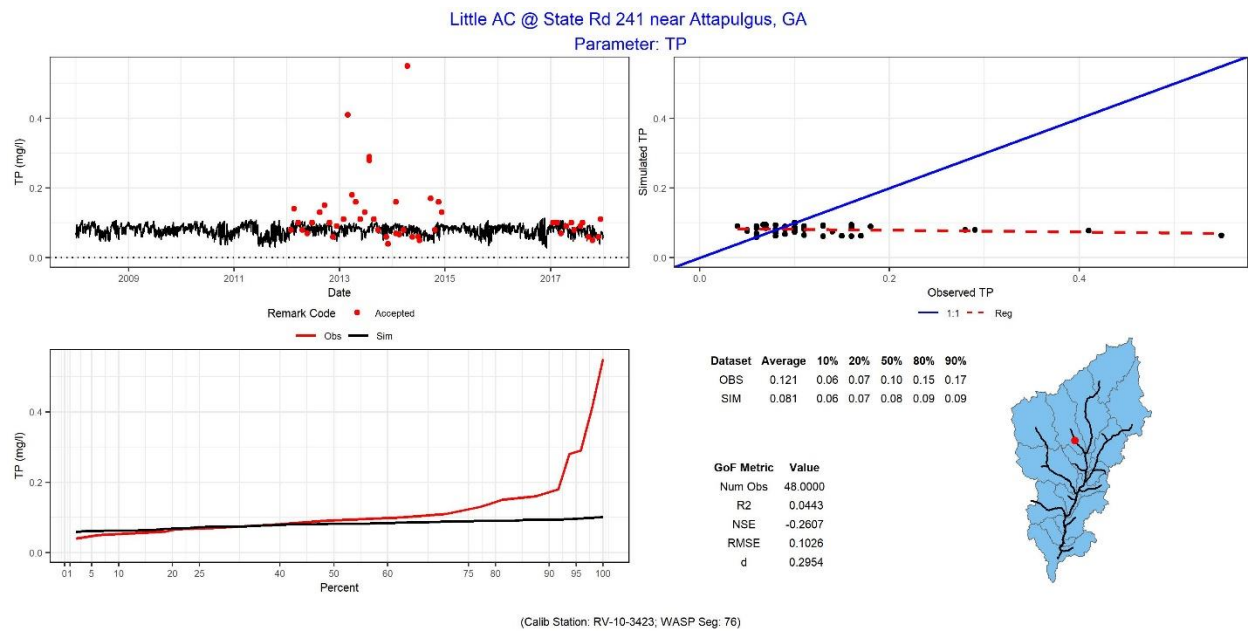 Little AC @ State Rd 241 near Attapulgus, GA
Parameter: TP
TP (mg/l)
0.4
0.2
0.0
2009 2011 2013 2015 2017
Date
Remark Code Accepted
Simulated TP
0.4
0.2
0.0
0.0 0.2 0.4
Observed TP
1:1 Reg
Obs Sim
TP (mg/l)
0.4
0.2
0.0
0 1 5 10 20 25 40 50 60 75 80 90 95 100
Percent
Dataset Average 10% 20% 50% 80% 90%
OBS 0.121 0.06 0.07 0.10 0.15 0.17
SIM 0.081 0.06 0.07 0.08 0.09 0.09
GoF Metric Value
Num Obs 48.0000
R2 0.0443
NSE -0.2607
RMSE 0.1026
d 0.2954
(Calib Station: RV-10-3423; WASP Seg: 76)